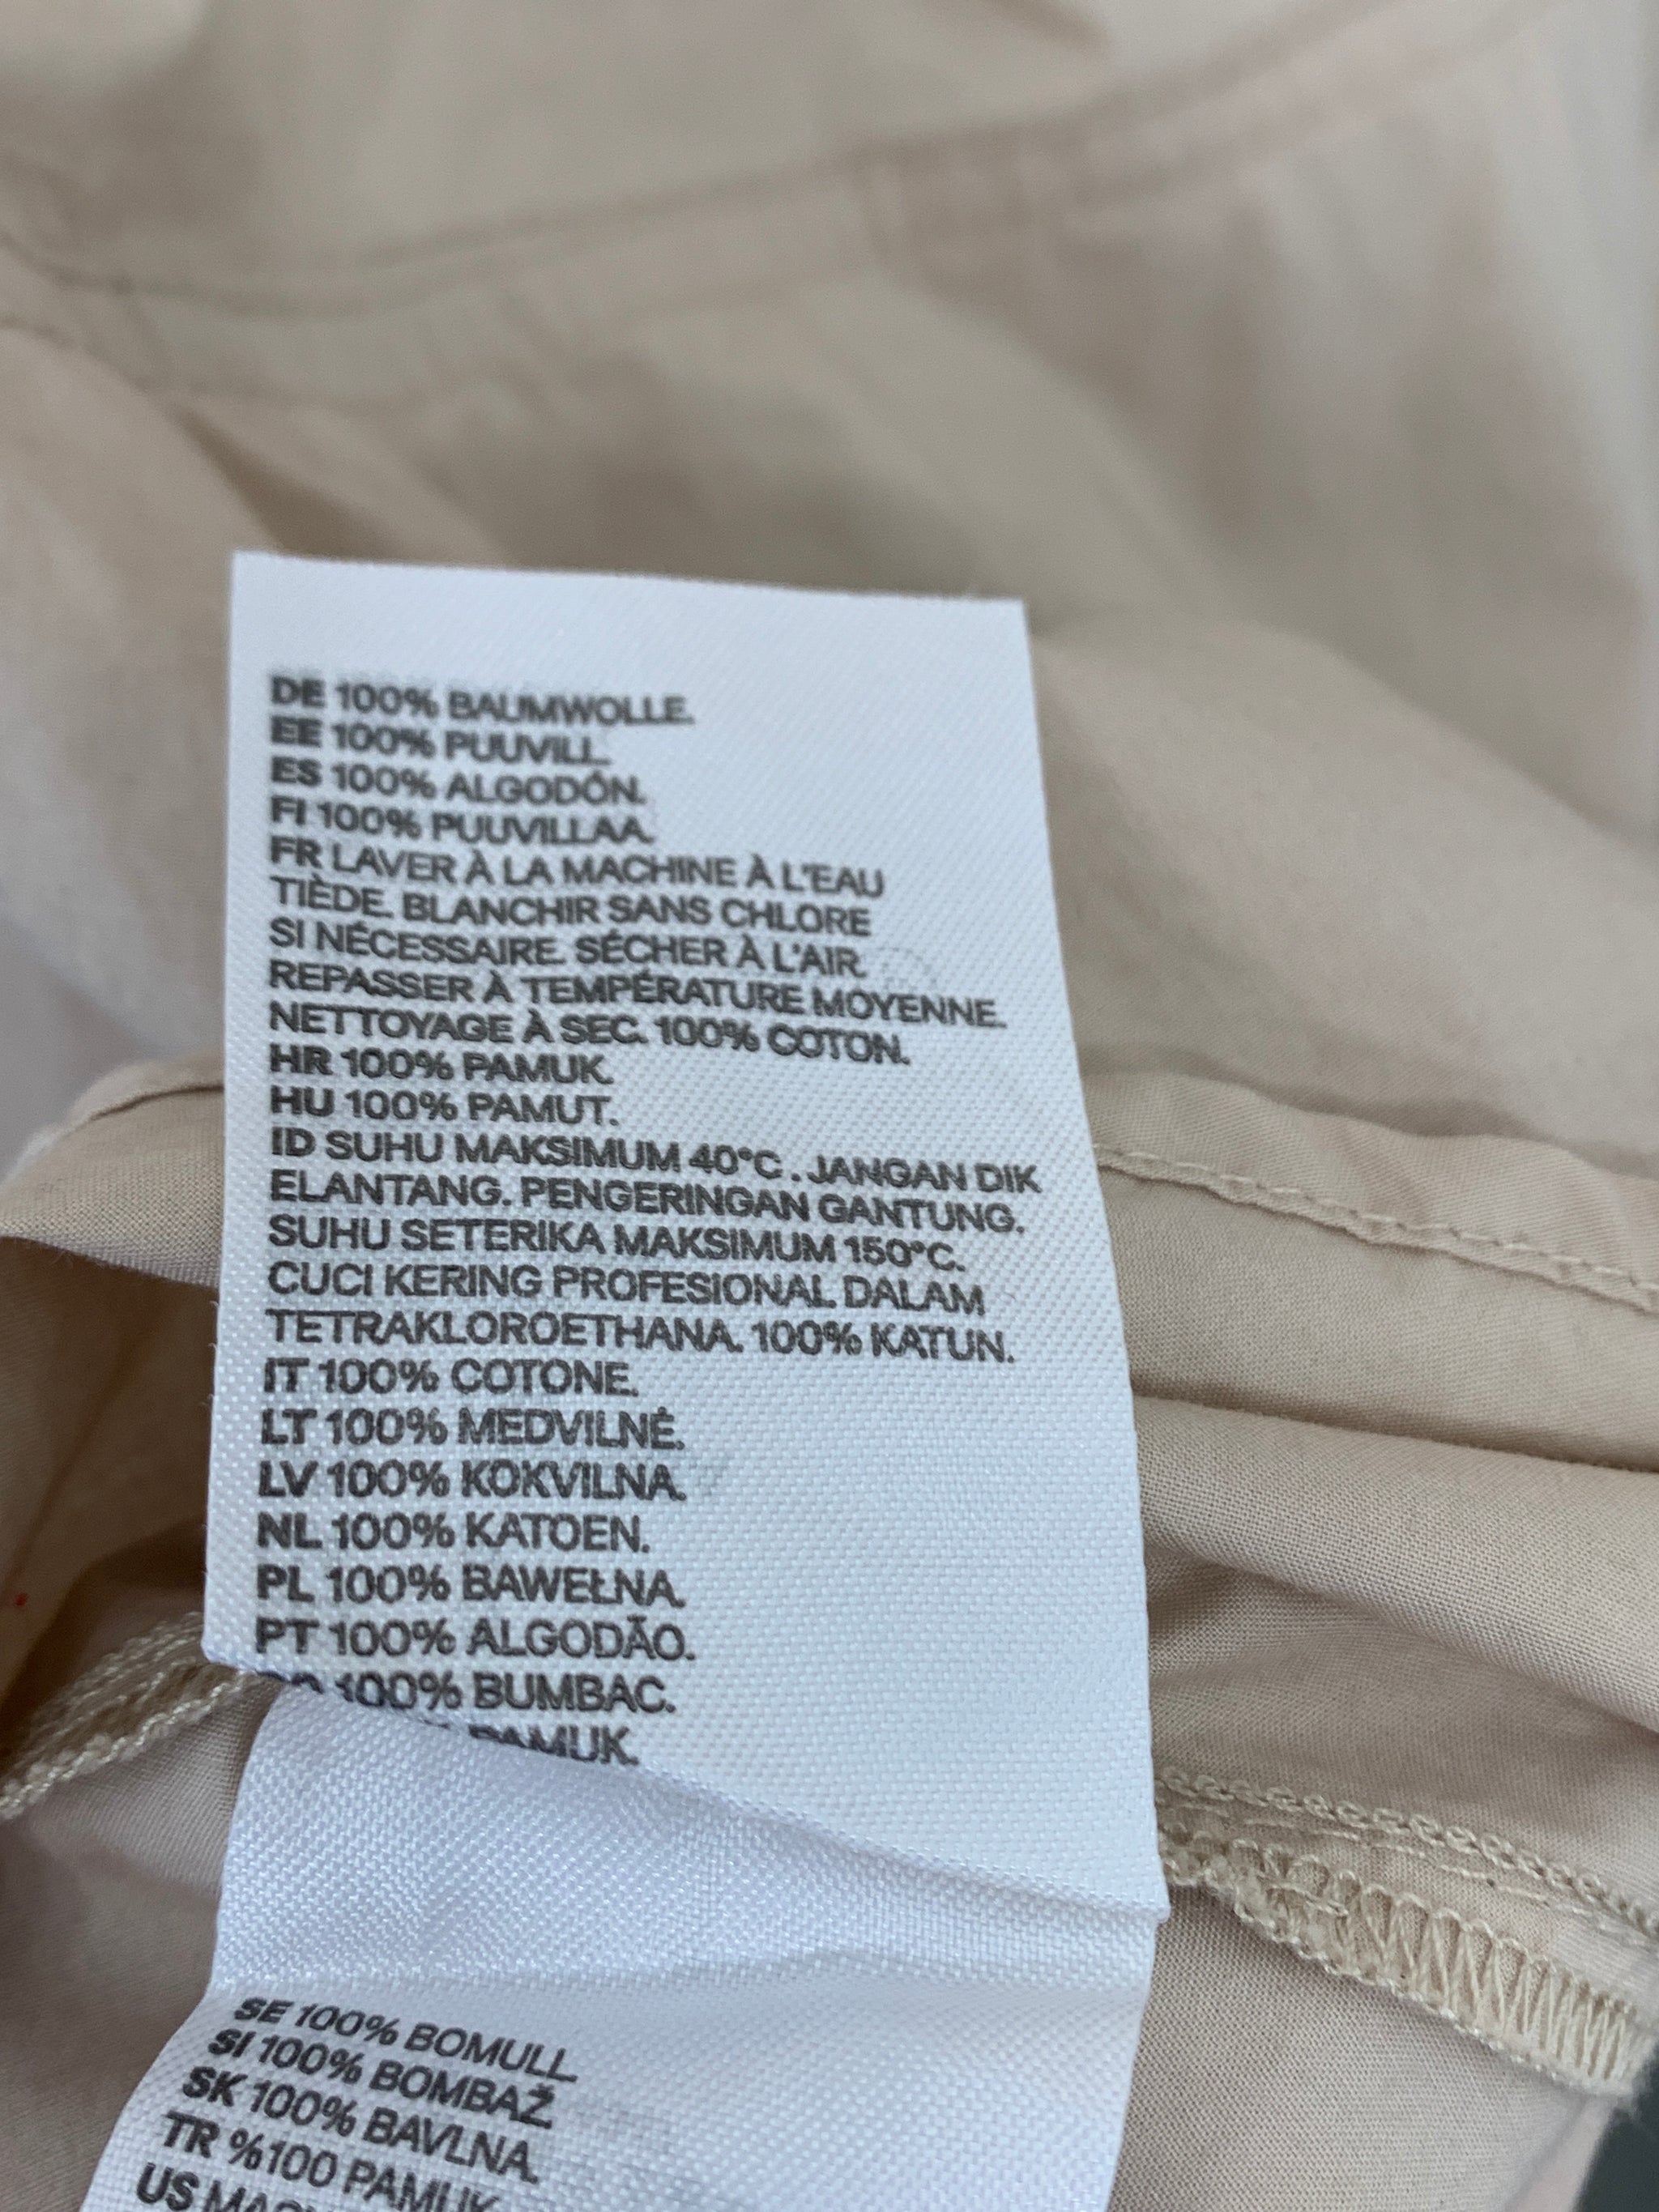 DE 100% BAUMWOLLE.
EE 100% PUUVILL.
ES 100% ALGODÓN.
FI 100% PUUVILLAA.
FR LAVER À LA MACHINE À L'EAU
TIÈDE. BLANCHIR SANS CHLORE
SI NÉCESSAIRE. SÉCHER À L'AIR.
REPASSER À TEMPÉRATURE MOYENNE.
NETTOYAGE À SEC. 100% COTON.
HR 100% PAMUK.
HU 100% PAMUT.
ID SUHU MAKSIMUM 40°C . JANGAN DIK
ELANTANG. PENGERINGAN GANTUNG.
SUHU SETERIKA MAKSIMUM 150°C.
CUCI KERING PROFESIONAL DALAM
TETRAKLOROETHANA. 100% KATUN.
IT 100% COTONE.
LT 100% MEDVILNĖ.
LV 100% KOKVILNA.
NL 100% KATOEN.
PL 100% BAWEŁNA.
PT 100% ALGODÃO.
100% BUMBAC.
PAMUK.
SE 100% BOMULL.
SI 100% BOMBAŽ.
SK 100% BAVLNA.
TR %100 PAMUK.
US